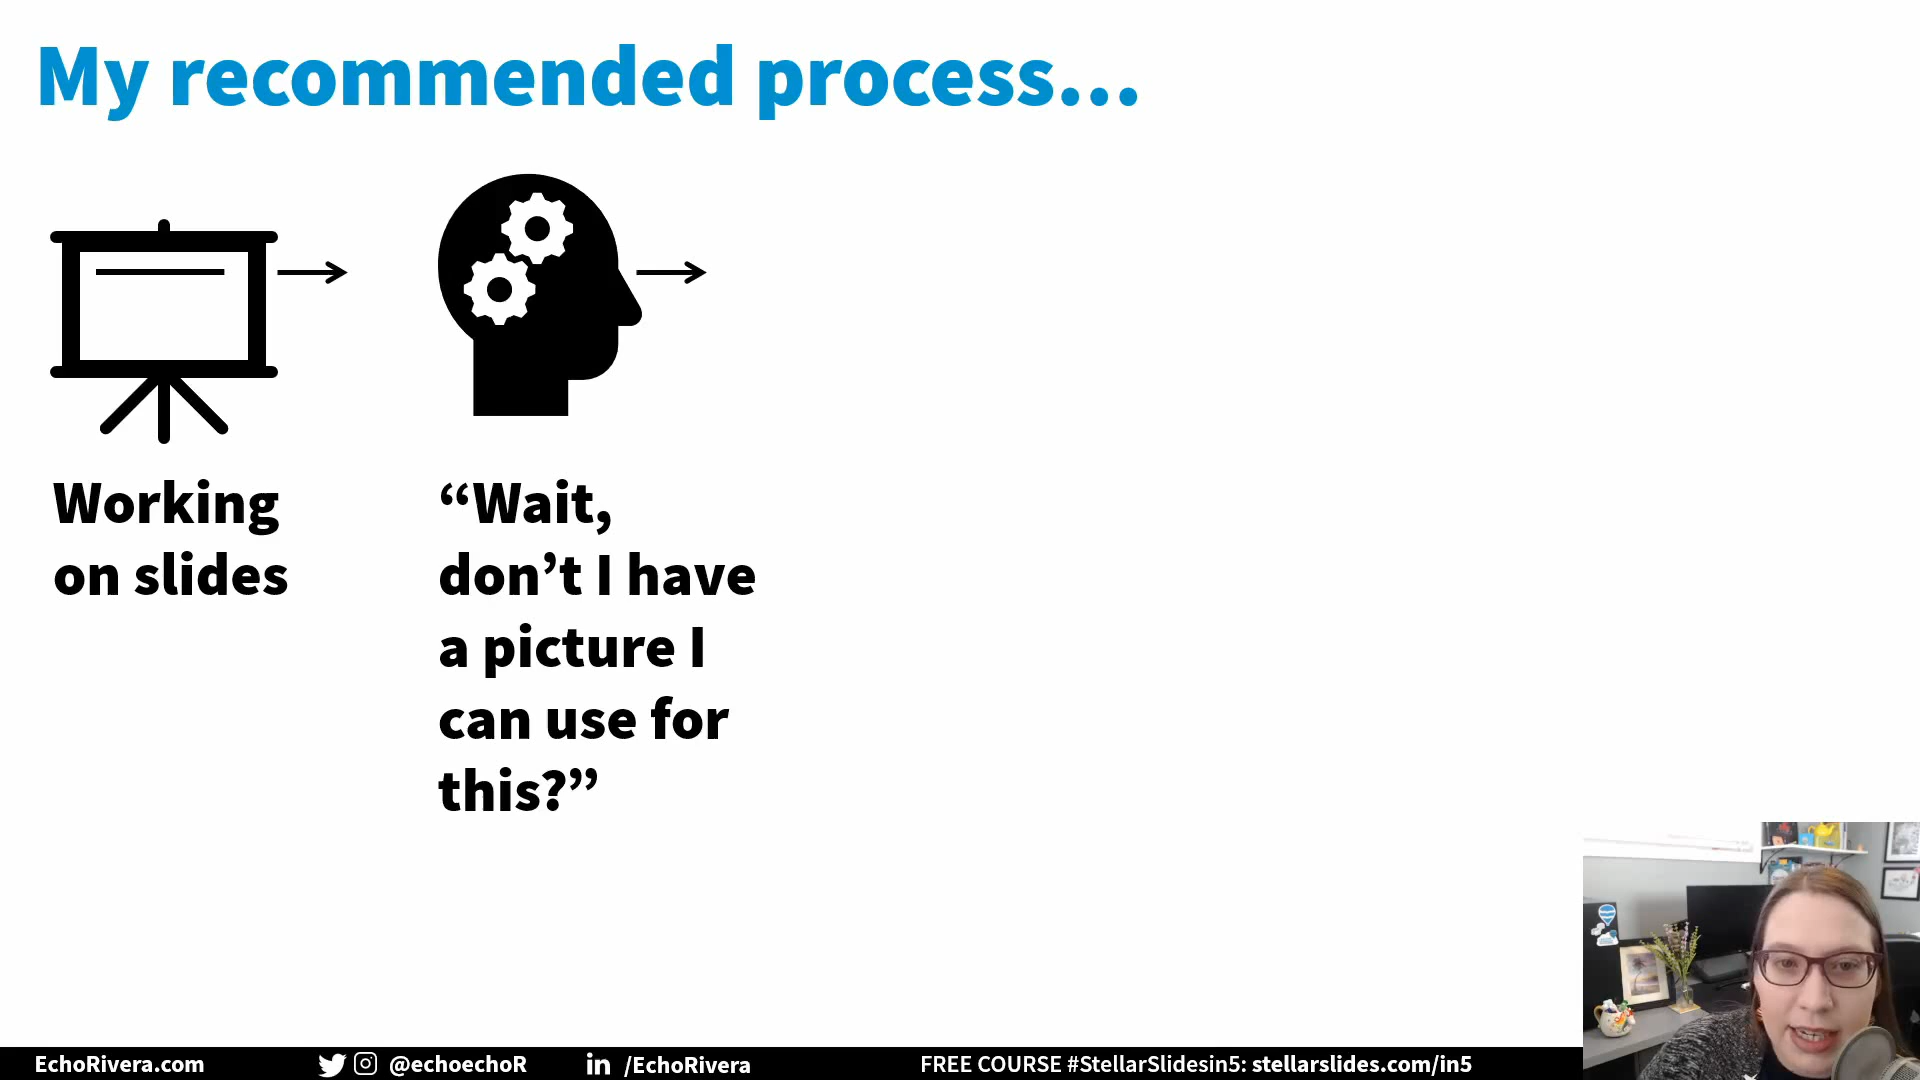 My recommended process...
Working
on slides
“Wait,
don’t I have
a picture I
can use for
this?”
EchoRivera.com @echoechoR /EchoRivera FREE COURSE #StellarSlidesin5: stellarslides.com/in5